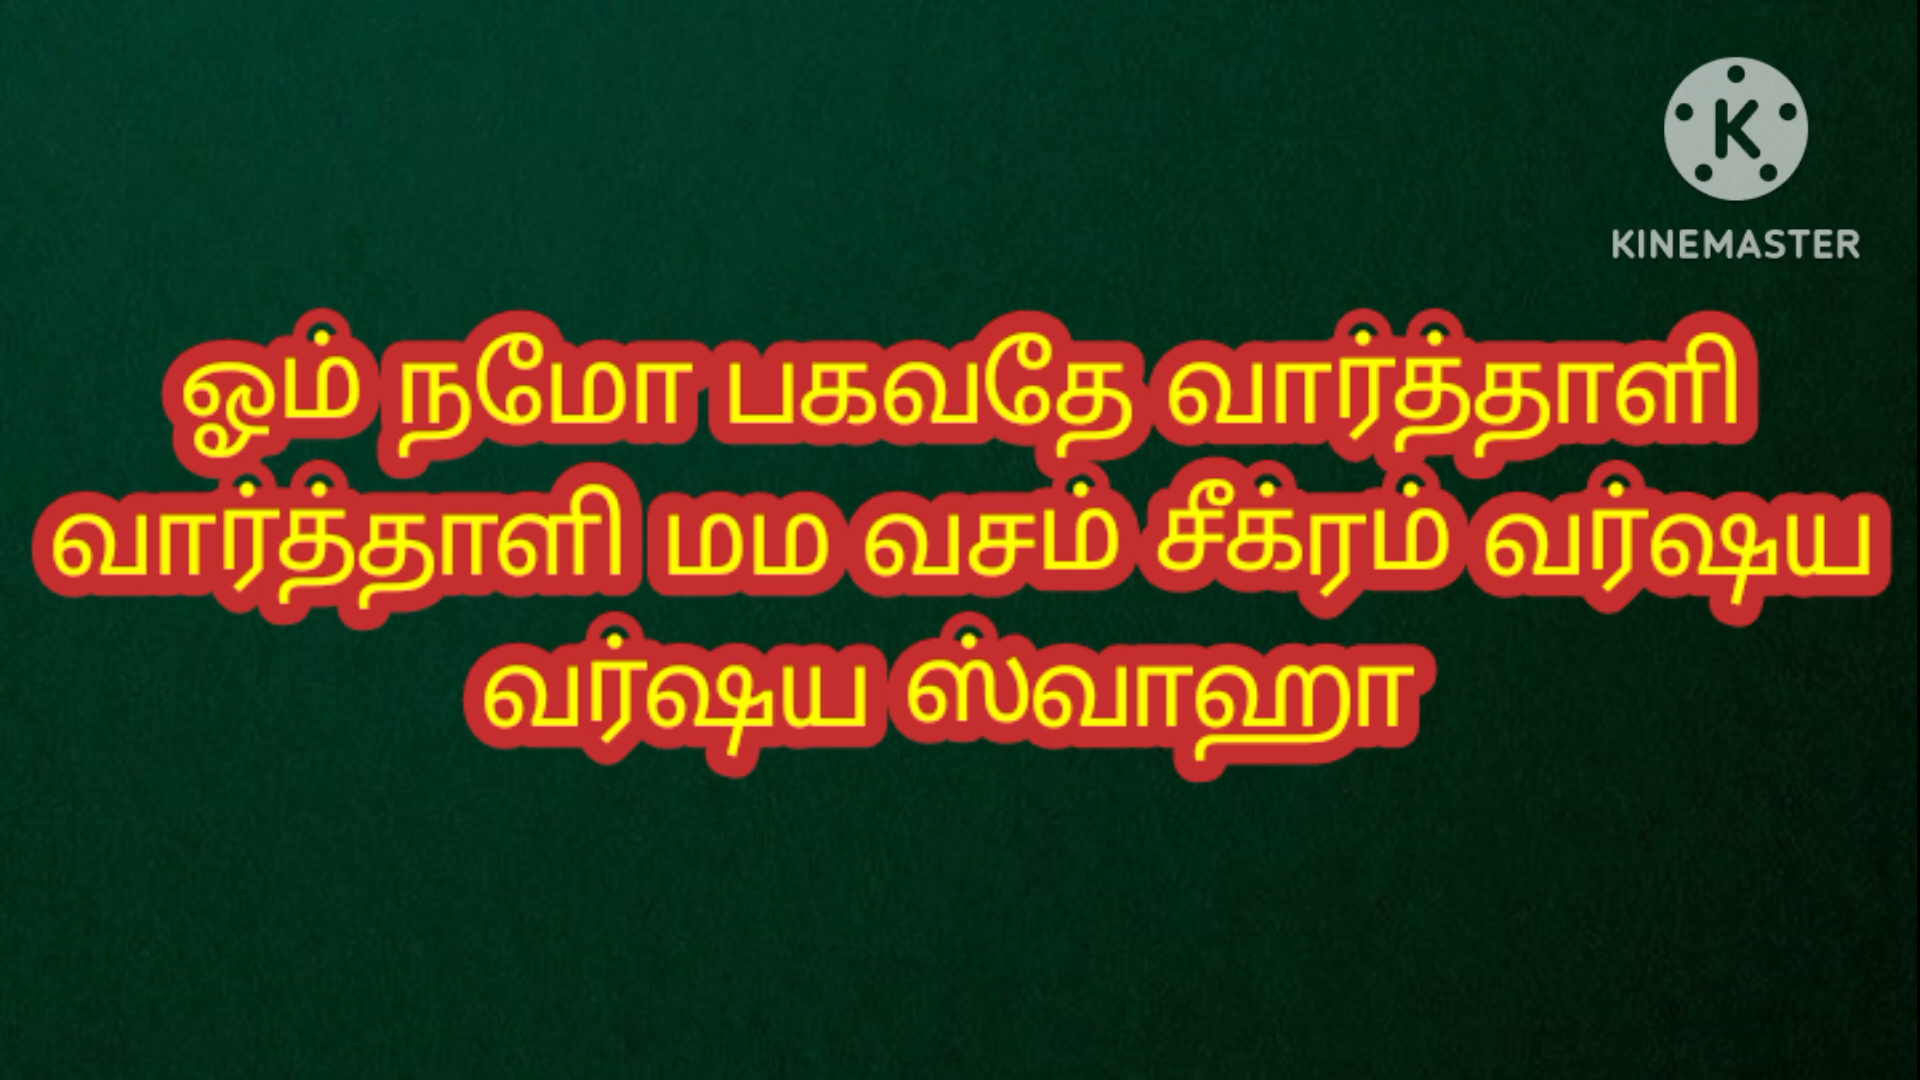 KINEMASTER
ஓம் நமோ பகவதே வார்த்தாளி
வார்த்தாளி மம வசம் சீக்ரம் வர்ஷய
வர்ஷய ஸ்வாஹா